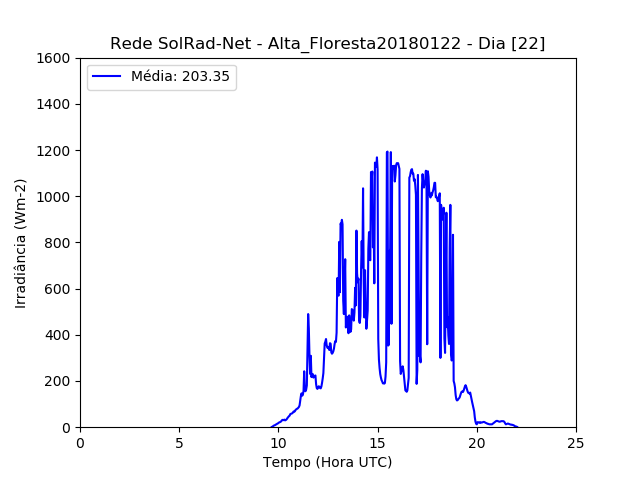 Rede SolRad-Net - Alta_Floresta20180122 - Dia [22]
Média: 203.35
Irradiância (Wm-2)
1600
1400
1200
1000
800
600
400
200
0
0 5 10 15 20 25
Tempo (Hora UTC)